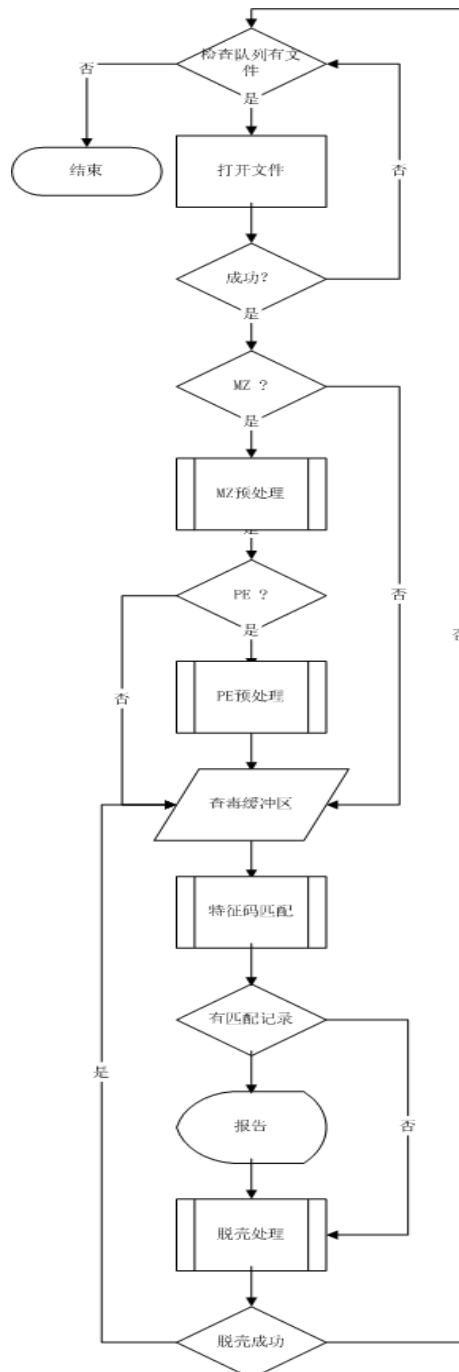 检查队列有文
件
否
是
结束
打开文件
否
成功?
是
MZ ?
是
MZ预处理
是
PE ?
否
否
是
PE预处理
否
查毒缓冲区
特征码匹配
有匹配记录
是
报告
否
脱壳处理
脱壳成功